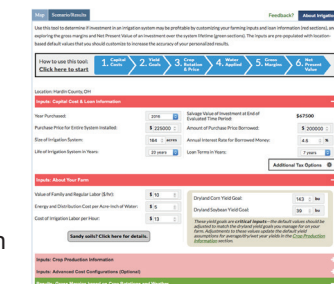 Map Scenario/Results Feedback? About Irrigation
Use this tool to determine if investment in an irrigation system may be profitable by customizing your farming inputs and loan information (red sections), and
exploring the gross margins and Net Present Value of an investment over the system lifetime (green sections). The inputs are pre-populated with location-
based default values that you should customize to increase the accuracy of your personalized results.
How to use this tool:
Click here to start
1. Capital Costs
2. Yield Goals
3. Crop Rotation & Price
4. Water Applied
5. Gross Margins
6. Net Present Value
Location: Hardin County, OH
Inputs: Capital Cost & Loan Information
Year Purchased: 2016
Salvage Value of Investment at End of Evaluated Time Period: $67500
Purchase Price for Entire System Installed: $ 225000
Amount of Purchase Price Borrowed: $ 200000
Size of Irrigation System: acres
Annual Interest Rate for Borrowed Money: 4.6 %
Life of Irrigation System in Years: 20 years
Loan Term in Years: 7 years
Additional Tax Options
Inputs: About Your Farm
Value of Family and Regular Labor ($/hr): $ 10
Energy and Distribution Cost per Acre-Inch of Water: $ 5
Cost of Irrigation Labor per Hour: $ 13
Sandy soils? Click here for details.
Dryland Corn Yield Goal: 143 bu
Dryland Soybean Yield Goal: 39 bu
These yield goals are critical inputs - the default values should be
adjusted to match the dryland yield goals you manage for on your
farm. Adjustments to these values update the default yield
assumptions for average/dry/wet years in the Crop Production
Information section.
Inputs: Crop Production Information
Inputs: Advanced Cost Configurations (Optional)